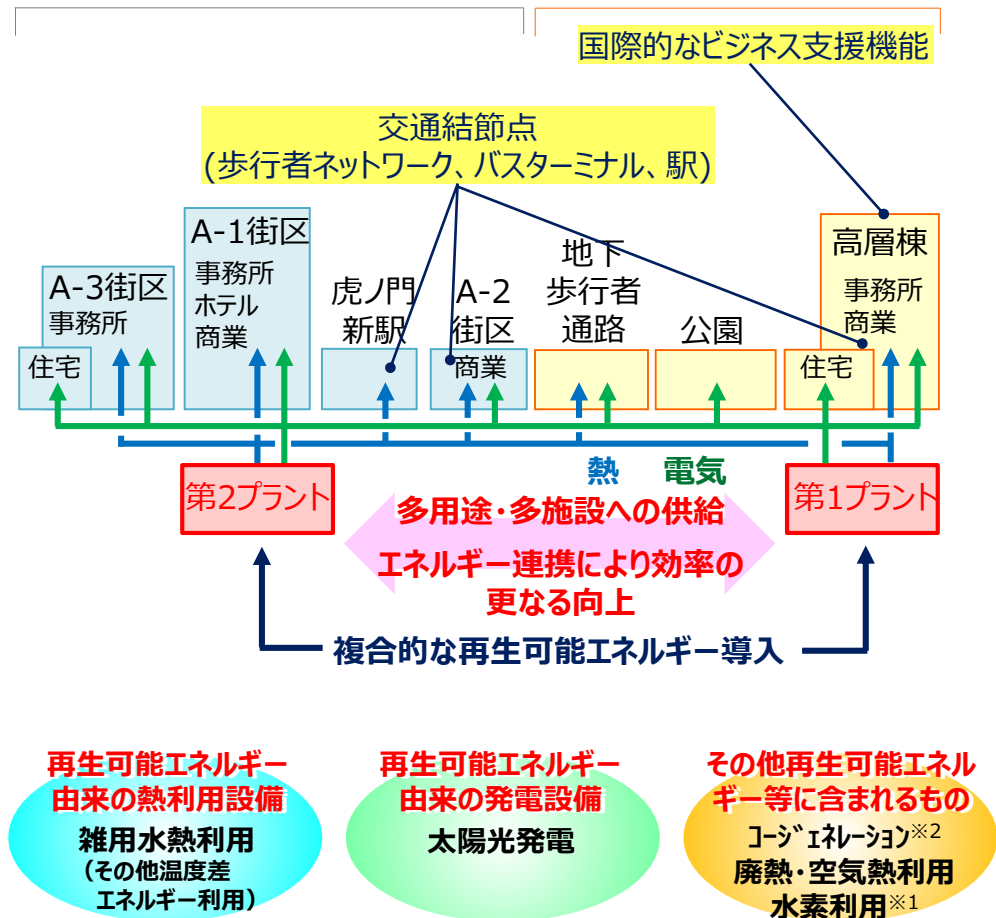 国際的なビジネス支援機能
交通結節点
(歩行者ネットワーク、バスターミナル、駅)
A-3街区
事務所
住宅
A-1街区
事務所
ホテル
商業
虎ノ門
新駅
A-2
街区
商業
地下
歩行者
通路
公園
高層棟
事務所
商業
住宅
熱
電気
第2プラント
第1プラント
多用途・多施設への供給
エネルギー連携により効率の
更なる向上
複合的な再生可能エネルギー導入
再生可能エネルギー
由来の熱利用設備
雑用水熱利用
(その他温度差
エネルギー利用)
再生可能エネルギー
由来の発電設備
太陽光発電
その他再生可能エネル
ギー等に含まれるもの
コージェネレーション※2
廃熱・空気熱利用
水素利用※1